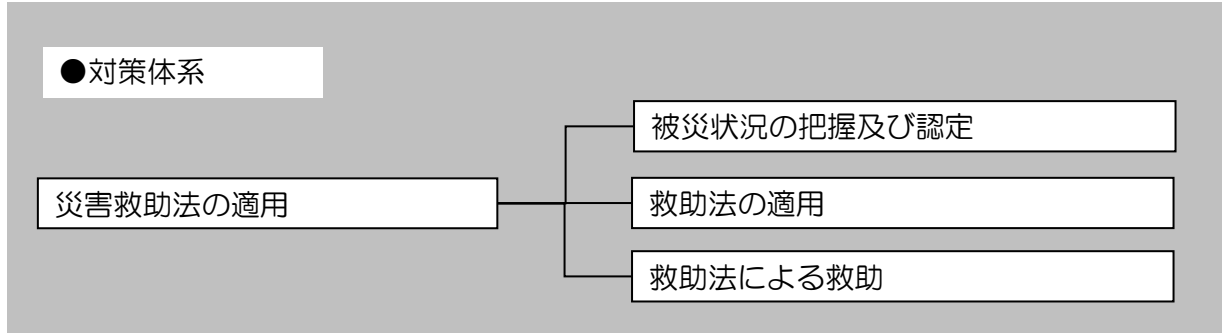 ●対策体系
被災状況の把握及び認定
災害救助法の適用
救助法の適用
救助法による救助